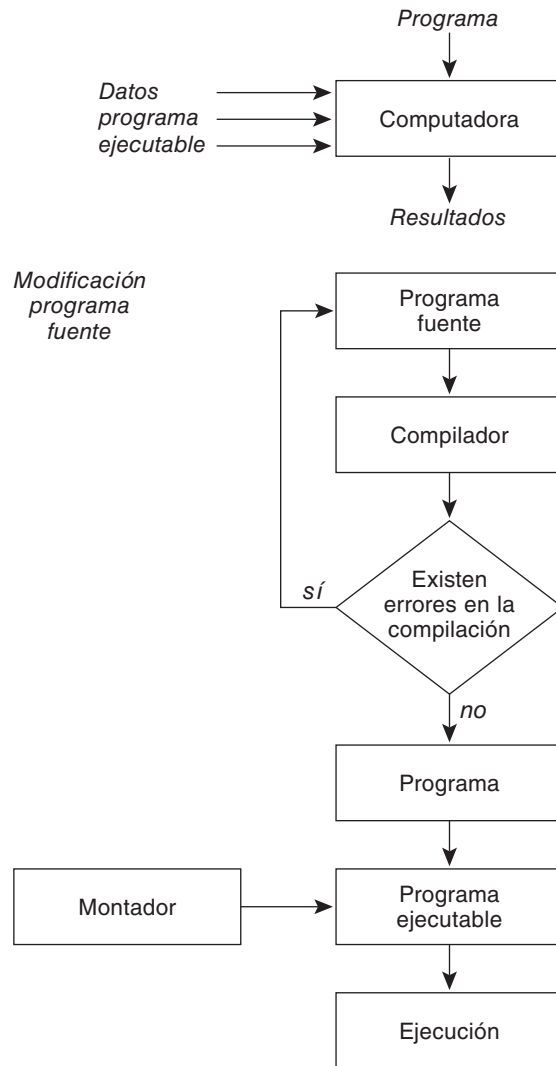 Programa
Datos
programa
ejecutable
Computadora
Resultados
Modificación
programa
fuente
Programa
fuente
Compilador
Existen
errores en la
compilación
sí
no
Programa
Montador
Programa
ejecutable
Ejecución